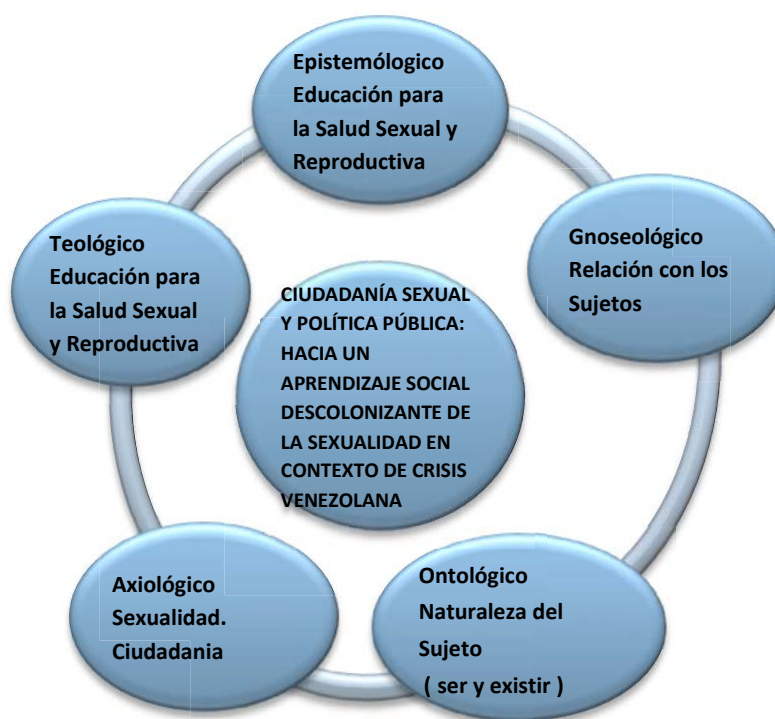 Epistemólogico
Educación para
la Salud Sexual y
Reproductiva
Gnoseológico
Relación con los
Sujetos
Ontológico
Naturaleza del
Sujeto
( ser y existir )
Axiológico
Sexualidad.
Ciudadania
Teológico
Educación para
la Salud Sexual
y Reproductiva
CIUDADANÍA SEXUAL
Y POLÍTICA PÚBLICA:
HACIA UN
APRENDIZAJE SOCIAL
DESCOLONIZANTE DE
LA SEXUALIDAD EN
CONTEXTO DE CRISIS
VENEZOLANA